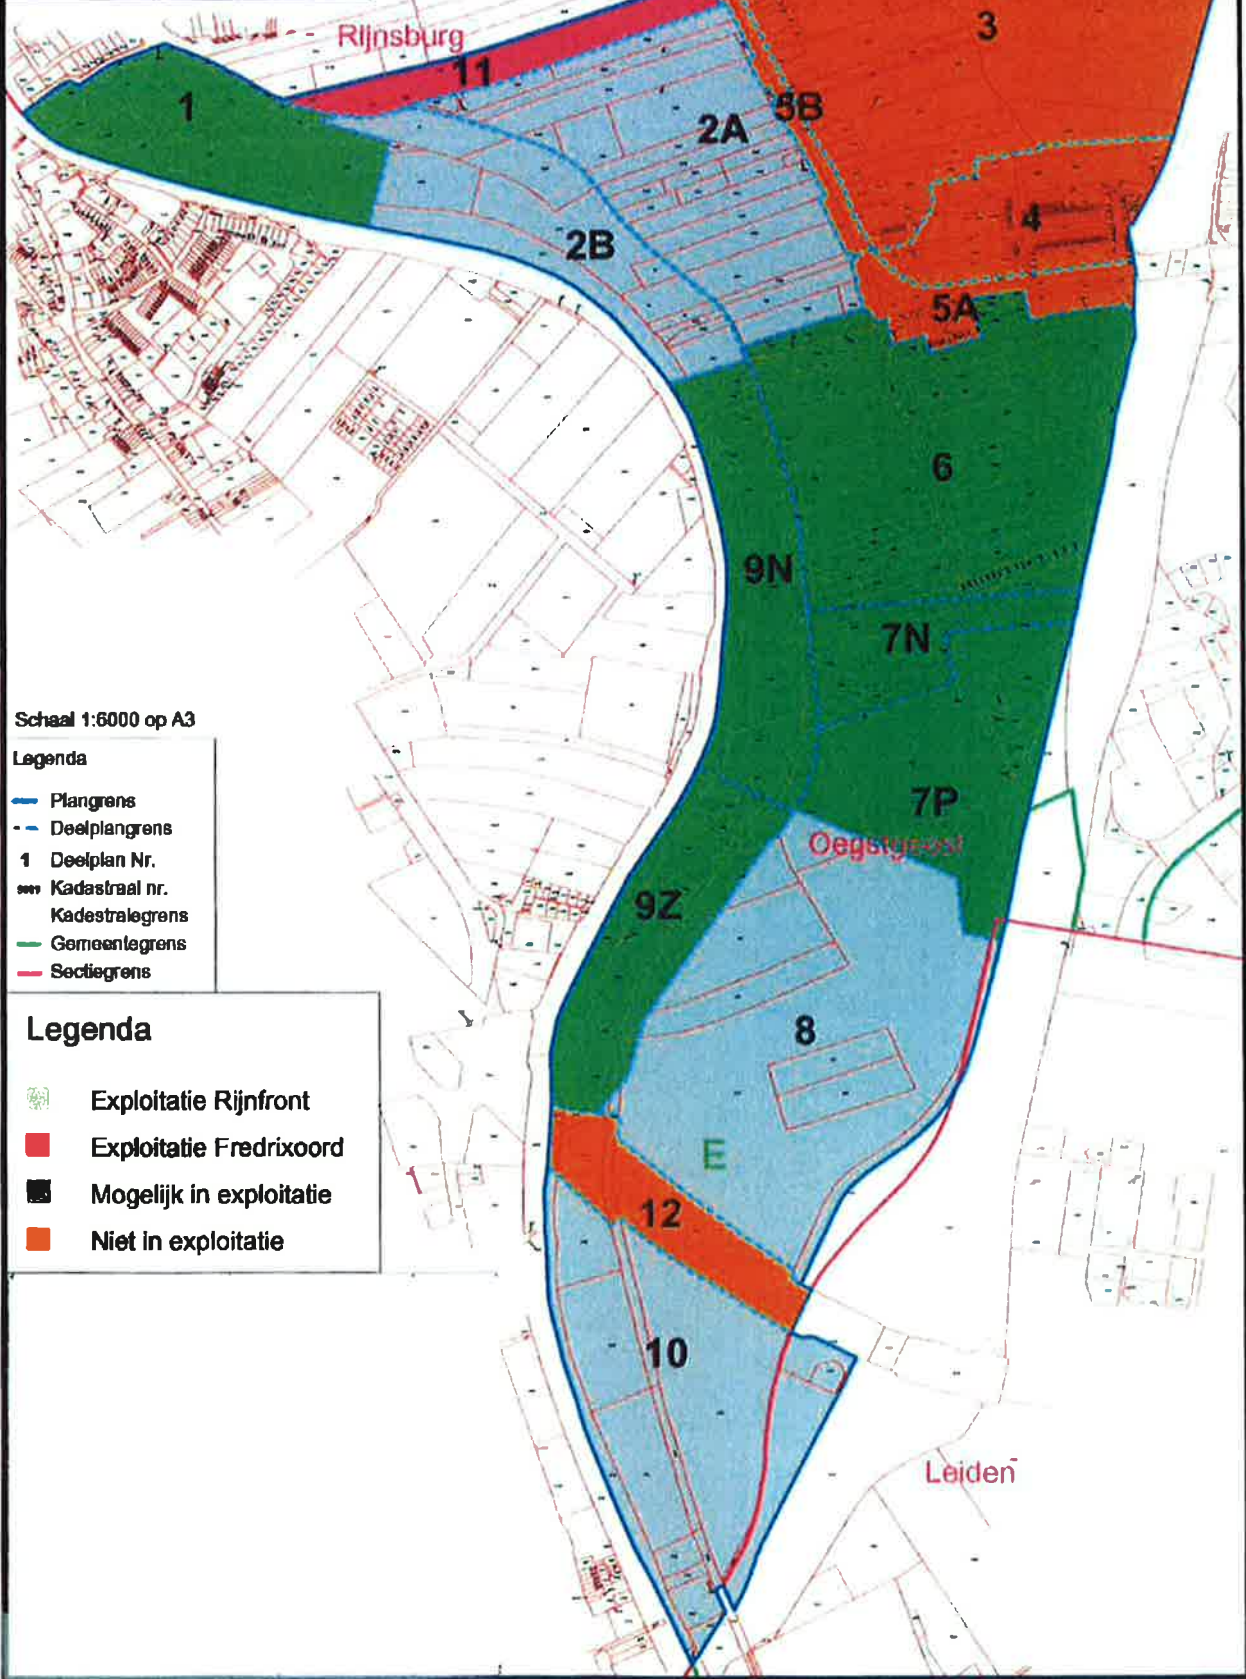 3
Rijnsburg
11
1
5B
2A
4
2B
5A
6
9N
7N
Schaal 1:6000 op A3
Legenda
Plangrens
Deelplangrens
1 Deelplan Nr.
Kadastraal nr.
Kadestralegrens
Gemeentegrens
Sectiegrens
7P
Oegstgeest
9Z
8
Legenda
Exploitatie Rijnfront
Exploitatie Fredrixoord
Mogelijk in exploitatie
Niet in exploitatie
E
12
10
Leiden